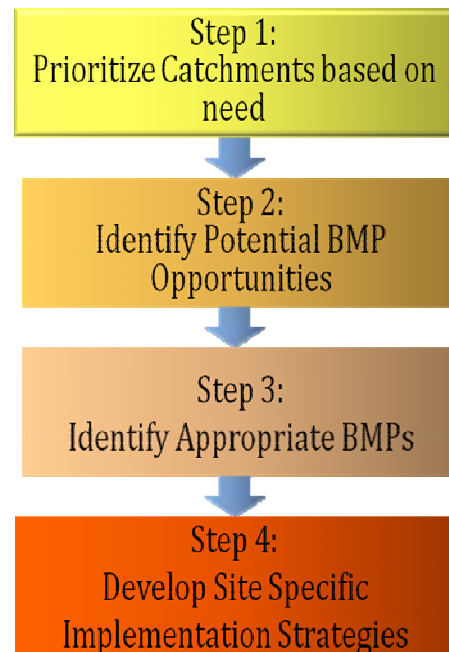 Step 1:
Prioritize Catchments based on
need
Step 2:
Identify Potential BMP
Opportunities
Step 3:
Identify Appropriate BMPs
Step 4:
Develop Site Specific
Implementation Strategies